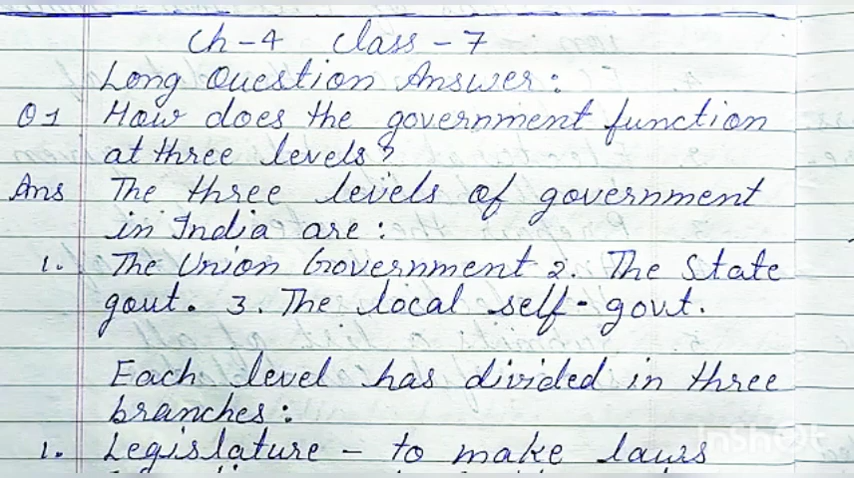 Ch-4 Class-7
Long Question Answer:
Q1 How does the government function
at three levels?
Ans The three levels of government
in India are:
1. The Union Government 2. The State
govt. 3. The local self-govt.
Each level has divided in three
branches:
1. Legislature - to make laws
InShot